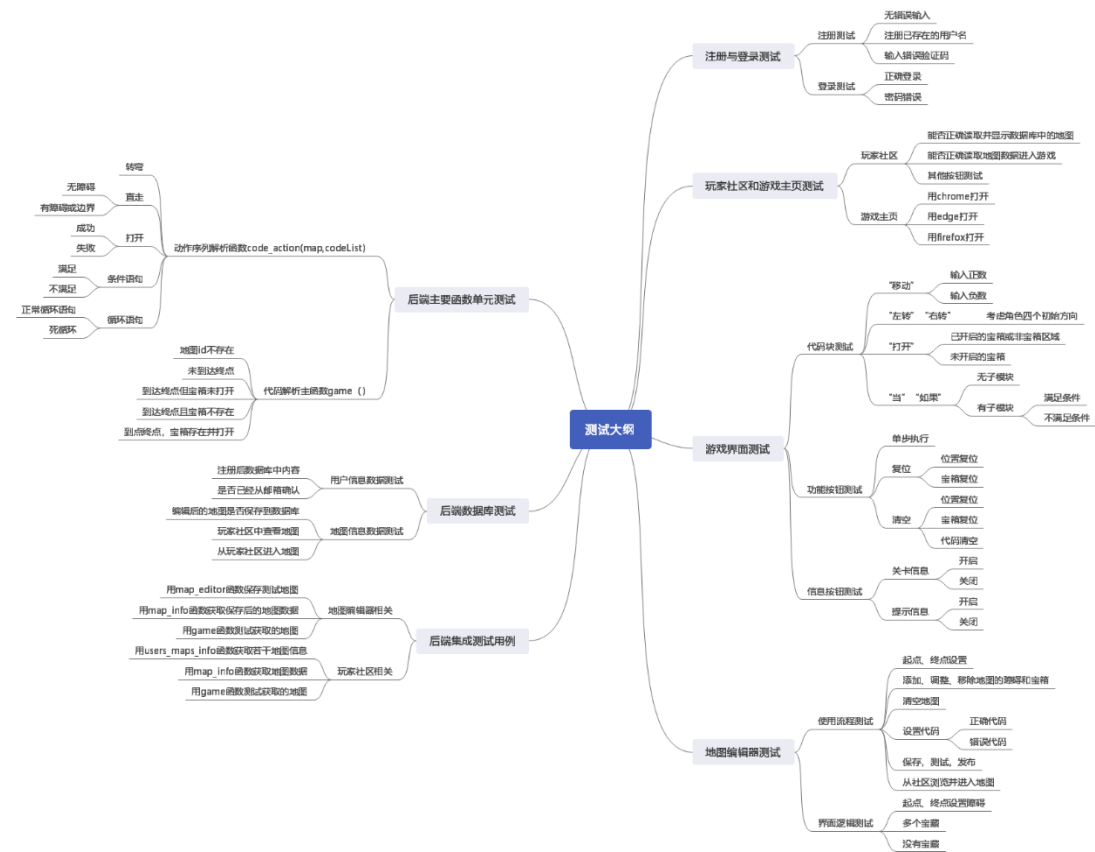 测试大纲
注册与登录测试
注册测试
无错误输入
注册已存在的用户名
输入错误验证码
登录测试
正确登录
密码错误
玩家社区和游戏主页测试
玩家社区
能否正确读取并显示数据库中的地图
能否正确读取地图数据进入游戏
其他按钮测试
游戏主页
用chrome打开
用edge打开
用firefox打开
游戏界面测试
代码块测试
“移动”
输入正数
输入负数
“左转” “右转”
考虑角色四个初始方向
“打开”
已开启的宝箱或非宝箱区域
未开启的宝箱
“当” “如果”
无子模块
有子模块
满足条件
不满足条件
功能按钮测试
单步执行
复位
位置复位
宝箱复位
清空
位置复位
宝箱复位
代码清空
信息按钮测试
关卡信息
开启
关闭
提示信息
开启
关闭
地图编辑器测试
使用流程测试
起点、终点设置
添加、调整、移除地图的障碍和宝箱
清空地图
设置代码
正确代码
错误代码
保存，测试，发布
从社区浏览并进入地图
界面逻辑测试
起点、终点设置障碍
多个宝藏
没有宝藏
后端主要函数单元测试
动作序列解析函数code_action(map,codeList)
转弯
直走
无障碍
有障碍或边界
打开
成功
失败
条件语句
满足
不满足
循环语句
正常循环语句
死循环
代码解析主函数game（）
地图id不存在
未到达终点
到达终点但宝箱未打开
到达终点且宝箱不存在
到点终点，宝箱存在并打开
后端数据库测试
用户信息数据测试
注册后数据库中内容
是否已经从邮箱确认
地图信息数据测试
编辑后的地图是否保存到数据库
玩家社区中查看地图
从玩家社区进入地图
后端集成测试用例
地图编辑器相关
用map_editor函数保存测试地图
用map_info函数获取保存后的地图数据
用game函数测试获取的地图
玩家社区相关
用users_maps_info函数获取若干地图信息
用map_info函数获取地图数据
用game函数测试获取的地图